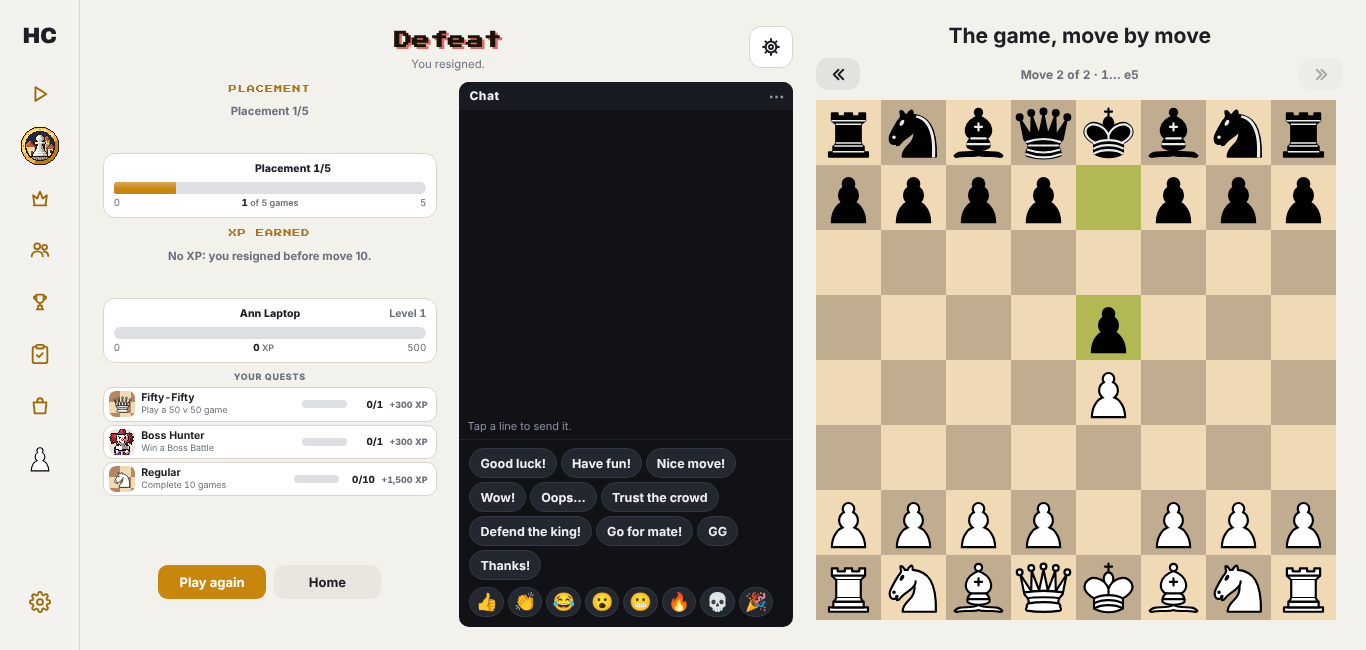 HC
Defeat
You resigned.
PLACEMENT
Placement 1/5
Placement 1/5
0
1 of 5 games
5
XP EARNED
No XP: you resigned before move 10.
Ann Laptop
Level 1
0
0 XP
500
YOUR QUESTS
Fifty-Fifty
Play a 50 v 50 game
0/1 +300 XP
Boss Hunter
Win a Boss Battle
0/1 +300 XP
Regular
Complete 10 games
0/10 +1,500 XP
Play again
Home
Chat
Tap a line to send it.
Good luck! Have fun! Nice move!
Wow! Oops... Trust the crowd
Defend the king! Go for mate! GG
Thanks!
The game, move by move
Move 2 of 2 · 1... e5